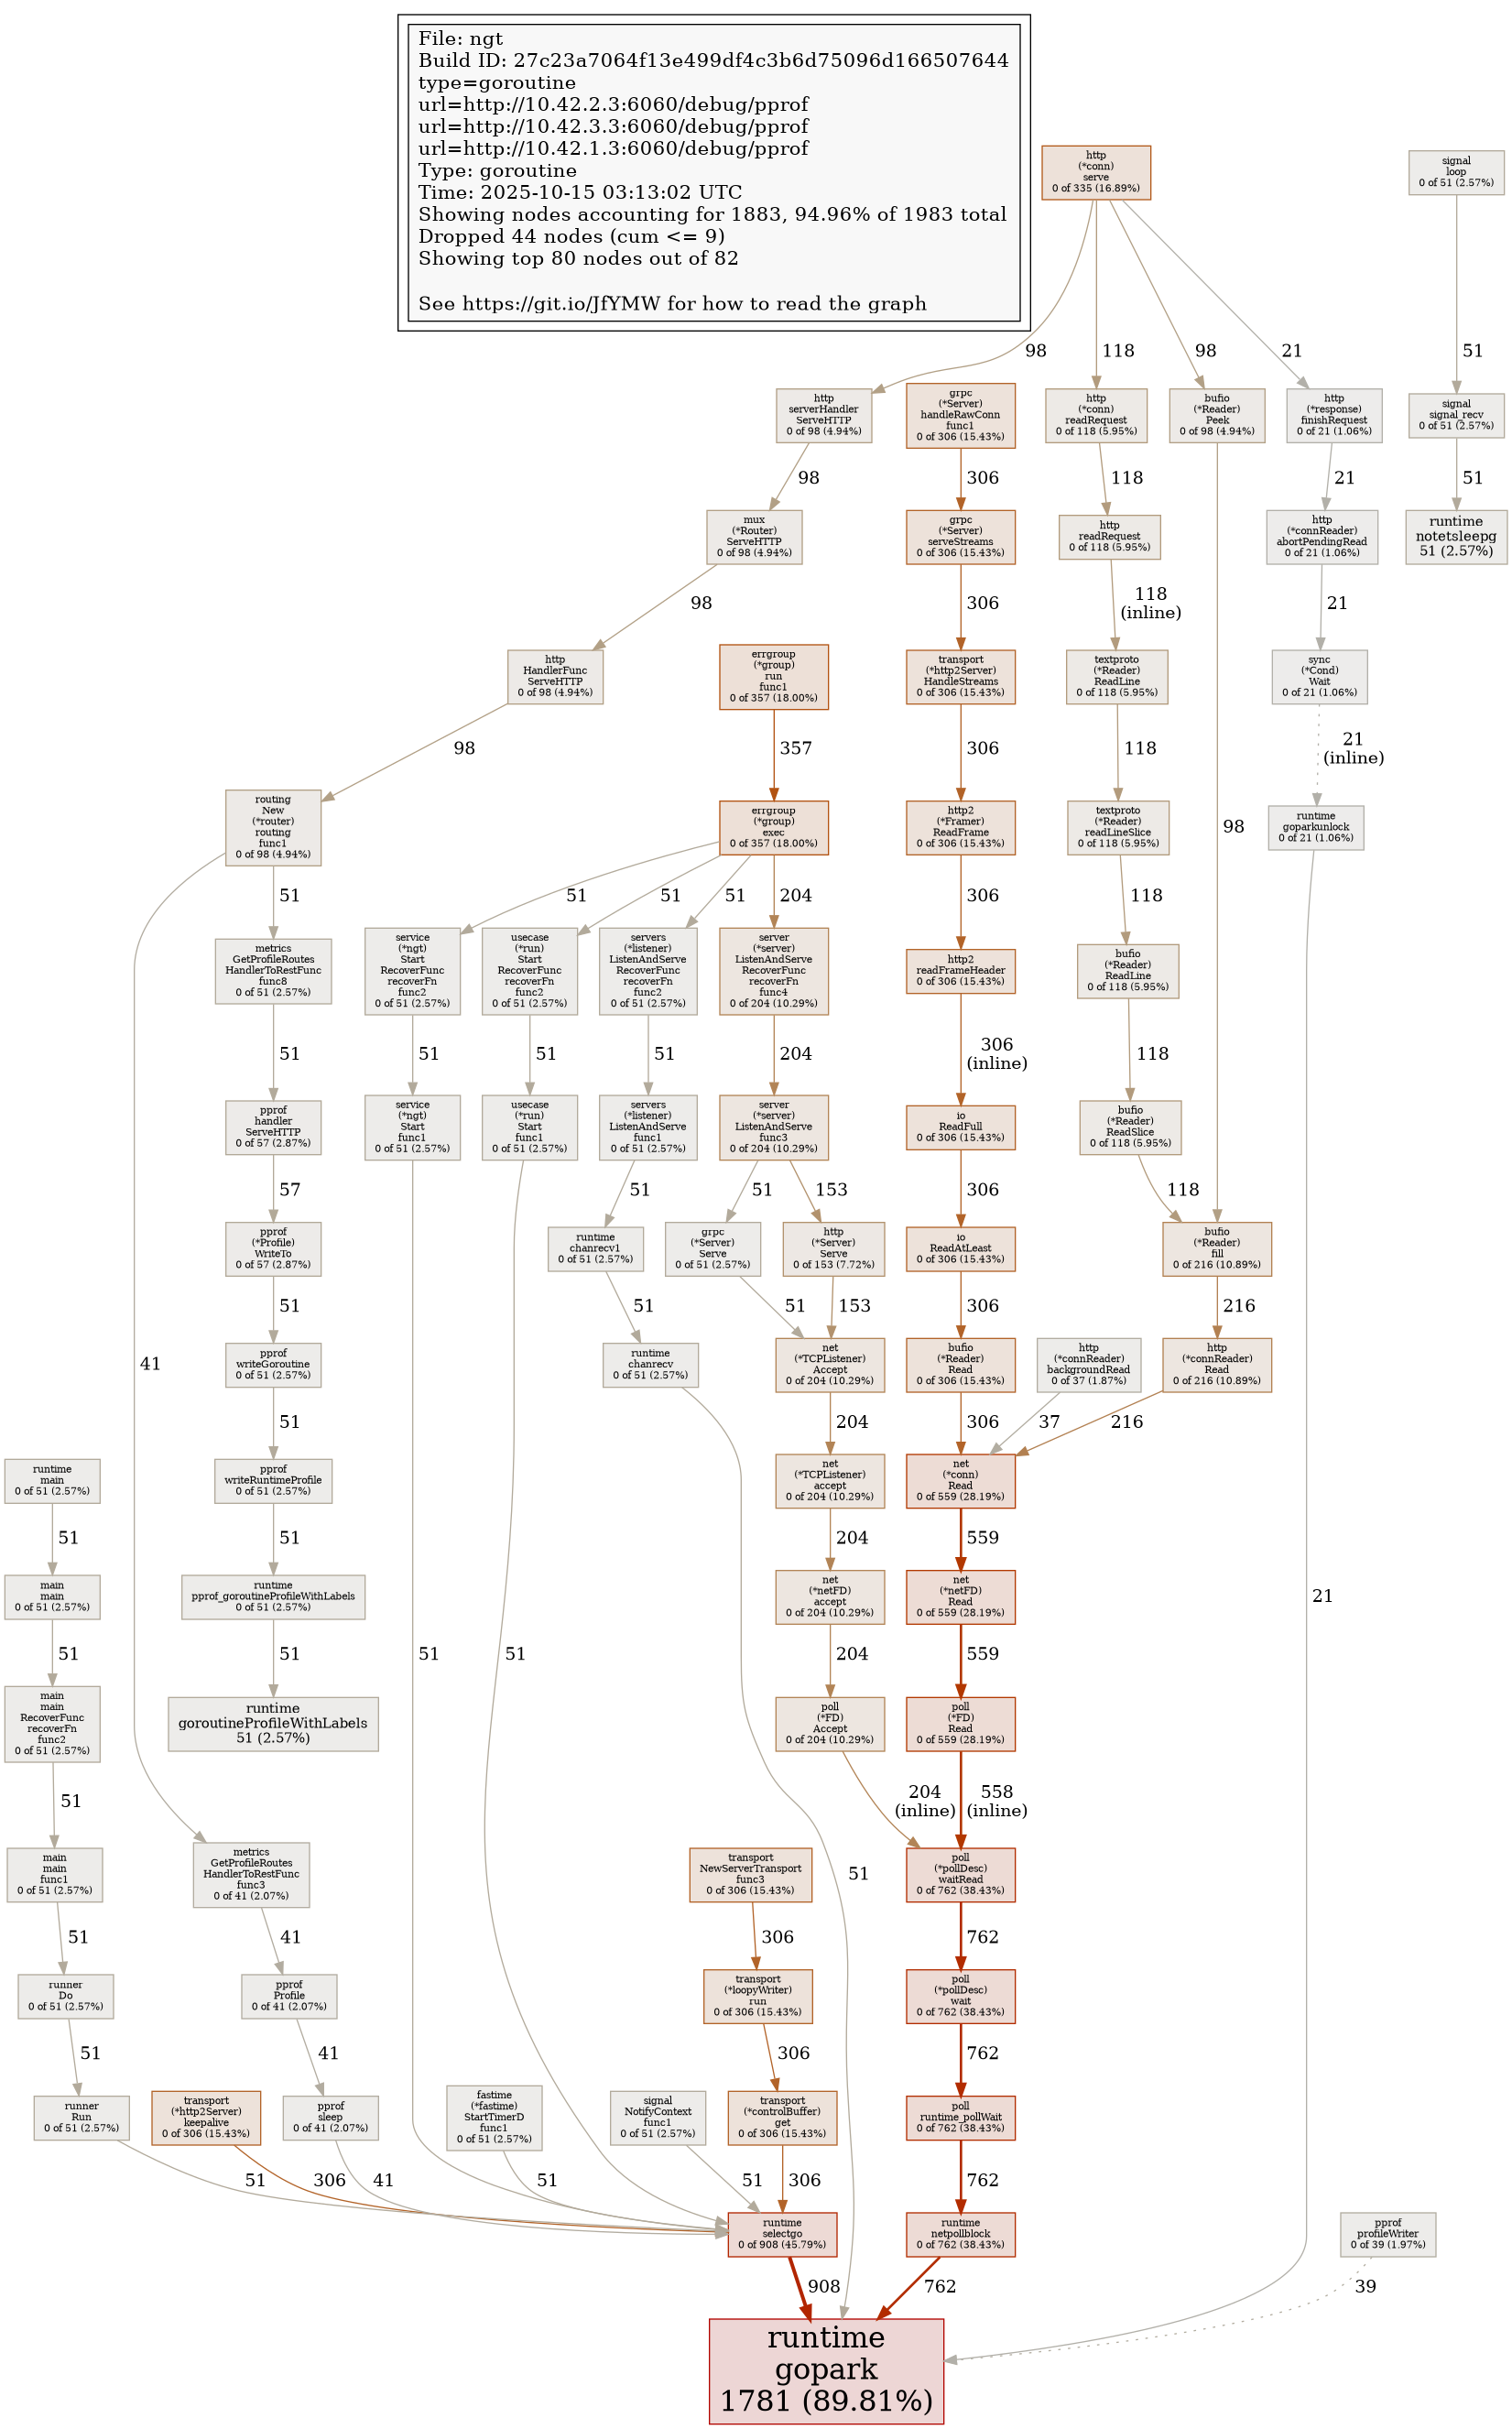 File: ngt
Build ID: 27c23a7064f13e499df4c3b6d75096d166507644
type=goroutine
url=http://10.42.2.3:6060/debug/pprof
url=http://10.42.3.3:6060/debug/pprof
url=http://10.42.1.3:6060/debug/pprof
Type: goroutine
Time: 2025-10-15 03:13:02 UTC
Showing nodes accounting for 1883, 94.96% of 1983 total
Dropped 44 nodes (cum <= 9)
Showing top 80 nodes out of 82
See https://git.io/JfYMW for how to read the graph
http
(*conn)
serve
0 of 335 (16.89%)
signal
loop
0 of 51 (2.57%)
98
118
98
21
51
http
serverHandler
ServeHTTP
0 of 98 (4.94%)
grpc
(*Server)
handleRawConn
func1
0 of 306 (15.43%)
http
(*conn)
readRequest
0 of 118 (5.95%)
bufio
(*Reader)
Peek
0 of 98 (4.94%)
http
(*response)
finishRequest
0 of 21 (1.06%)
signal
signal_recv
0 of 51 (2.57%)
98
306
118
21
51
mux
(*Router)
ServeHTTP
0 of 98 (4.94%)
grpc
(*Server)
serveStreams
0 of 306 (15.43%)
http
readRequest
0 of 118 (5.95%)
http
(*connReader)
abortPendingRead
0 of 21 (1.06%)
runtime
notetsleepg
51 (2.57%)
98
306
118
(inline)
21
http
HandlerFunc
ServeHTTP
0 of 98 (4.94%)
errgroup
(*group)
run
func1
0 of 357 (18.00%)
transport
(*http2Server)
HandleStreams
0 of 306 (15.43%)
textproto
(*Reader)
ReadLine
0 of 118 (5.95%)
sync
(*Cond)
Wait
0 of 21 (1.06%)
98
357
306
118
21
(inline)
routing
New
(*router)
routing
func1
0 of 98 (4.94%)
errgroup
(*group)
exec
0 of 357 (18.00%)
http2
(*Framer)
ReadFrame
0 of 306 (15.43%)
textproto
(*Reader)
readLineSlice
0 of 118 (5.95%)
98
runtime
goparkunlock
0 of 21 (1.06%)
51
51
51
51
204
306
118
metrics
GetProfileRoutes
HandlerToRestFunc
func8
0 of 51 (2.57%)
service
(*ngt)
Start
RecoverFunc
recoverFn
func2
0 of 51 (2.57%)
usecase
(*run)
Start
RecoverFunc
recoverFn
func2
0 of 51 (2.57%)
servers
(*listener)
ListenAndServe
RecoverFunc
recoverFn
func2
0 of 51 (2.57%)
server
(*server)
ListenAndServe
RecoverFunc
recoverFn
func4
0 of 204 (10.29%)
http2
readFrameHeader
0 of 306 (15.43%)
bufio
(*Reader)
ReadLine
0 of 118 (5.95%)
51
51
51
51
204
306
(inline)
118
pprof
handler
ServeHTTP
0 of 57 (2.87%)
service
(*ngt)
Start
func1
0 of 51 (2.57%)
usecase
(*run)
Start
func1
0 of 51 (2.57%)
servers
(*listener)
ListenAndServe
func1
0 of 51 (2.57%)
server
(*server)
ListenAndServe
func3
0 of 204 (10.29%)
io
ReadFull
0 of 306 (15.43%)
bufio
(*Reader)
ReadSlice
0 of 118 (5.95%)
57
51
51
153
306
118
pprof
(*Profile)
WriteTo
0 of 57 (2.87%)
runtime
chanrecv1
0 of 51 (2.57%)
grpc
(*Server)
Serve
0 of 51 (2.57%)
http
(*Server)
Serve
0 of 153 (7.72%)
io
ReadAtLeast
0 of 306 (15.43%)
bufio
(*Reader)
fill
0 of 216 (10.89%)
51
51
51
153
306
216
41
pprof
writeGoroutine
0 of 51 (2.57%)
runtime
chanrecv
0 of 51 (2.57%)
net
(*TCPListener)
Accept
0 of 204 (10.29%)
bufio
(*Reader)
Read
0 of 306 (15.43%)
http
(*connReader)
backgroundRead
0 of 37 (1.87%)
http
(*connReader)
Read
0 of 216 (10.89%)
51
204
306
37
216
runtime
main
0 of 51 (2.57%)
pprof
writeRuntimeProfile
0 of 51 (2.57%)
net
(*TCPListener)
accept
0 of 204 (10.29%)
net
(*conn)
Read
0 of 559 (28.19%)
51
51
204
559
main
main
0 of 51 (2.57%)
runtime
pprof_goroutineProfileWithLabels
0 of 51 (2.57%)
net
(*netFD)
accept
0 of 204 (10.29%)
net
(*netFD)
Read
0 of 559 (28.19%)
21
51
51
51
51
204
559
main
main
RecoverFunc
recoverFn
func2
0 of 51 (2.57%)
runtime
goroutineProfileWithLabels
51 (2.57%)
poll
(*FD)
Accept
0 of 204 (10.29%)
poll
(*FD)
Read
0 of 559 (28.19%)
51
204
(inline)
558
(inline)
main
main
func1
0 of 51 (2.57%)
metrics
GetProfileRoutes
HandlerToRestFunc
func3
0 of 41 (2.07%)
transport
NewServerTransport
func3
0 of 306 (15.43%)
51
poll
(*pollDesc)
waitRead
0 of 762 (38.43%)
51
41
306
762
runner
Do
0 of 51 (2.57%)
pprof
Profile
0 of 41 (2.07%)
transport
(*loopyWriter)
run
0 of 306 (15.43%)
poll
(*pollDesc)
wait
0 of 762 (38.43%)
51
41
306
762
runner
Run
0 of 51 (2.57%)
transport
(*http2Server)
keepalive
0 of 306 (15.43%)
pprof
sleep
0 of 41 (2.07%)
fastime
(*fastime)
StartTimerD
func1
0 of 51 (2.57%)
signal
NotifyContext
func1
0 of 51 (2.57%)
transport
(*controlBuffer)
get
0 of 306 (15.43%)
poll
runtime_pollWait
0 of 762 (38.43%)
51
306
41
51
51
306
762
runtime
selectgo
0 of 908 (45.79%)
runtime
netpollblock
0 of 762 (38.43%)
pprof
profileWriter
0 of 39 (1.97%)
908
762
39
runtime
gopark
1781 (89.81%)